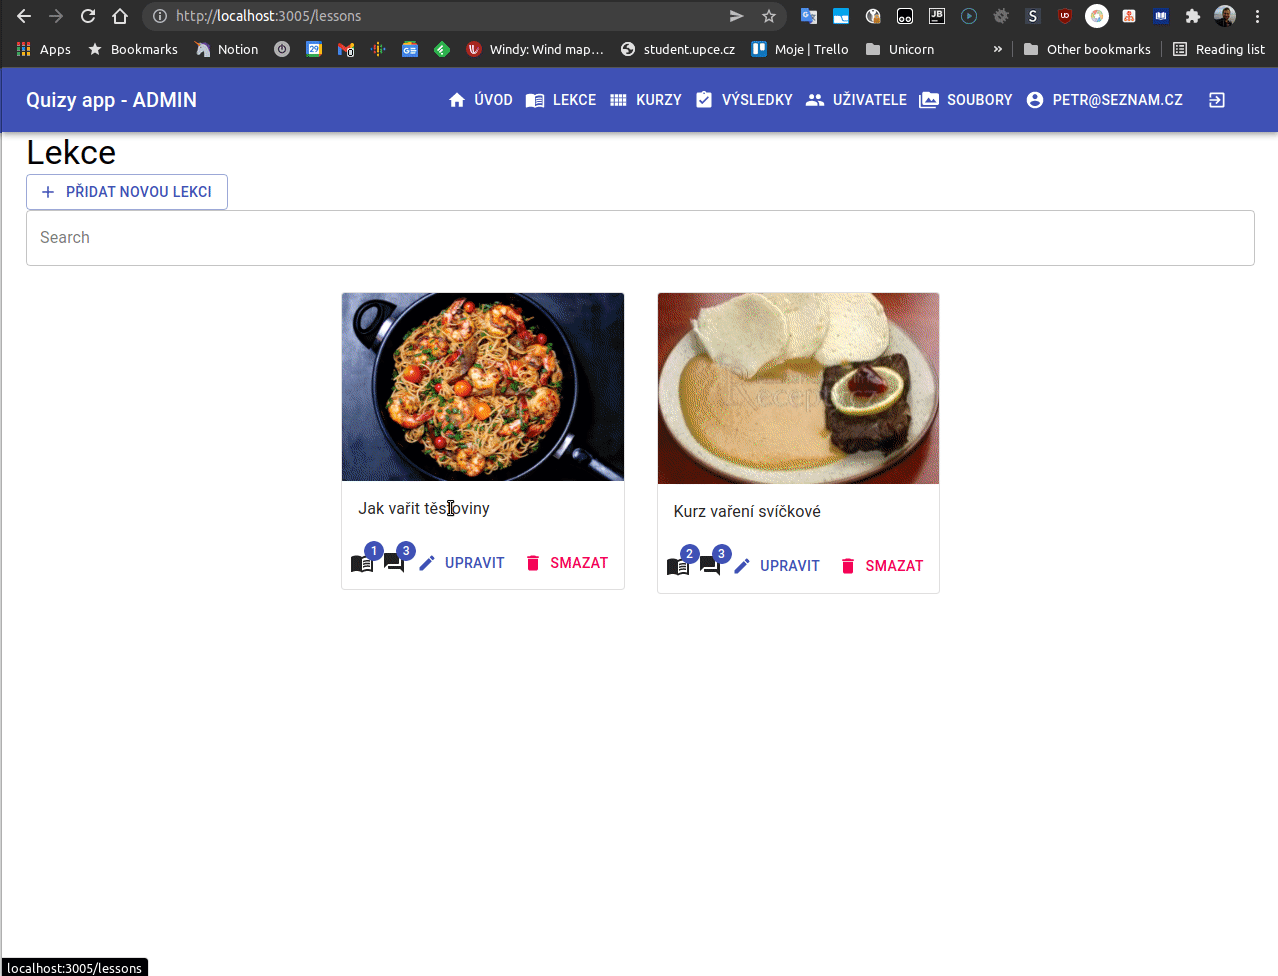 http://localhost:3005/lessons
Apps Bookmarks Notion 29 Windy: Wind map... student.upce.cz Moje | Trello Unicorn » Other bookmarks Reading list
Quizy app - ADMIN ÚVOD LEKCE KURZY VÝSLEDKY UŽIVATELE SOUBORY PETR@SEZNAM.CZ
Lekce
+ PŘIDAT NOVOU LEKCI
Search
Jak vařit těstoviny
1 3 UPRAVIT SMAZAT
Kurz vaření svíčkové
2 3 UPRAVIT SMAZAT
localhost:3005/lessons